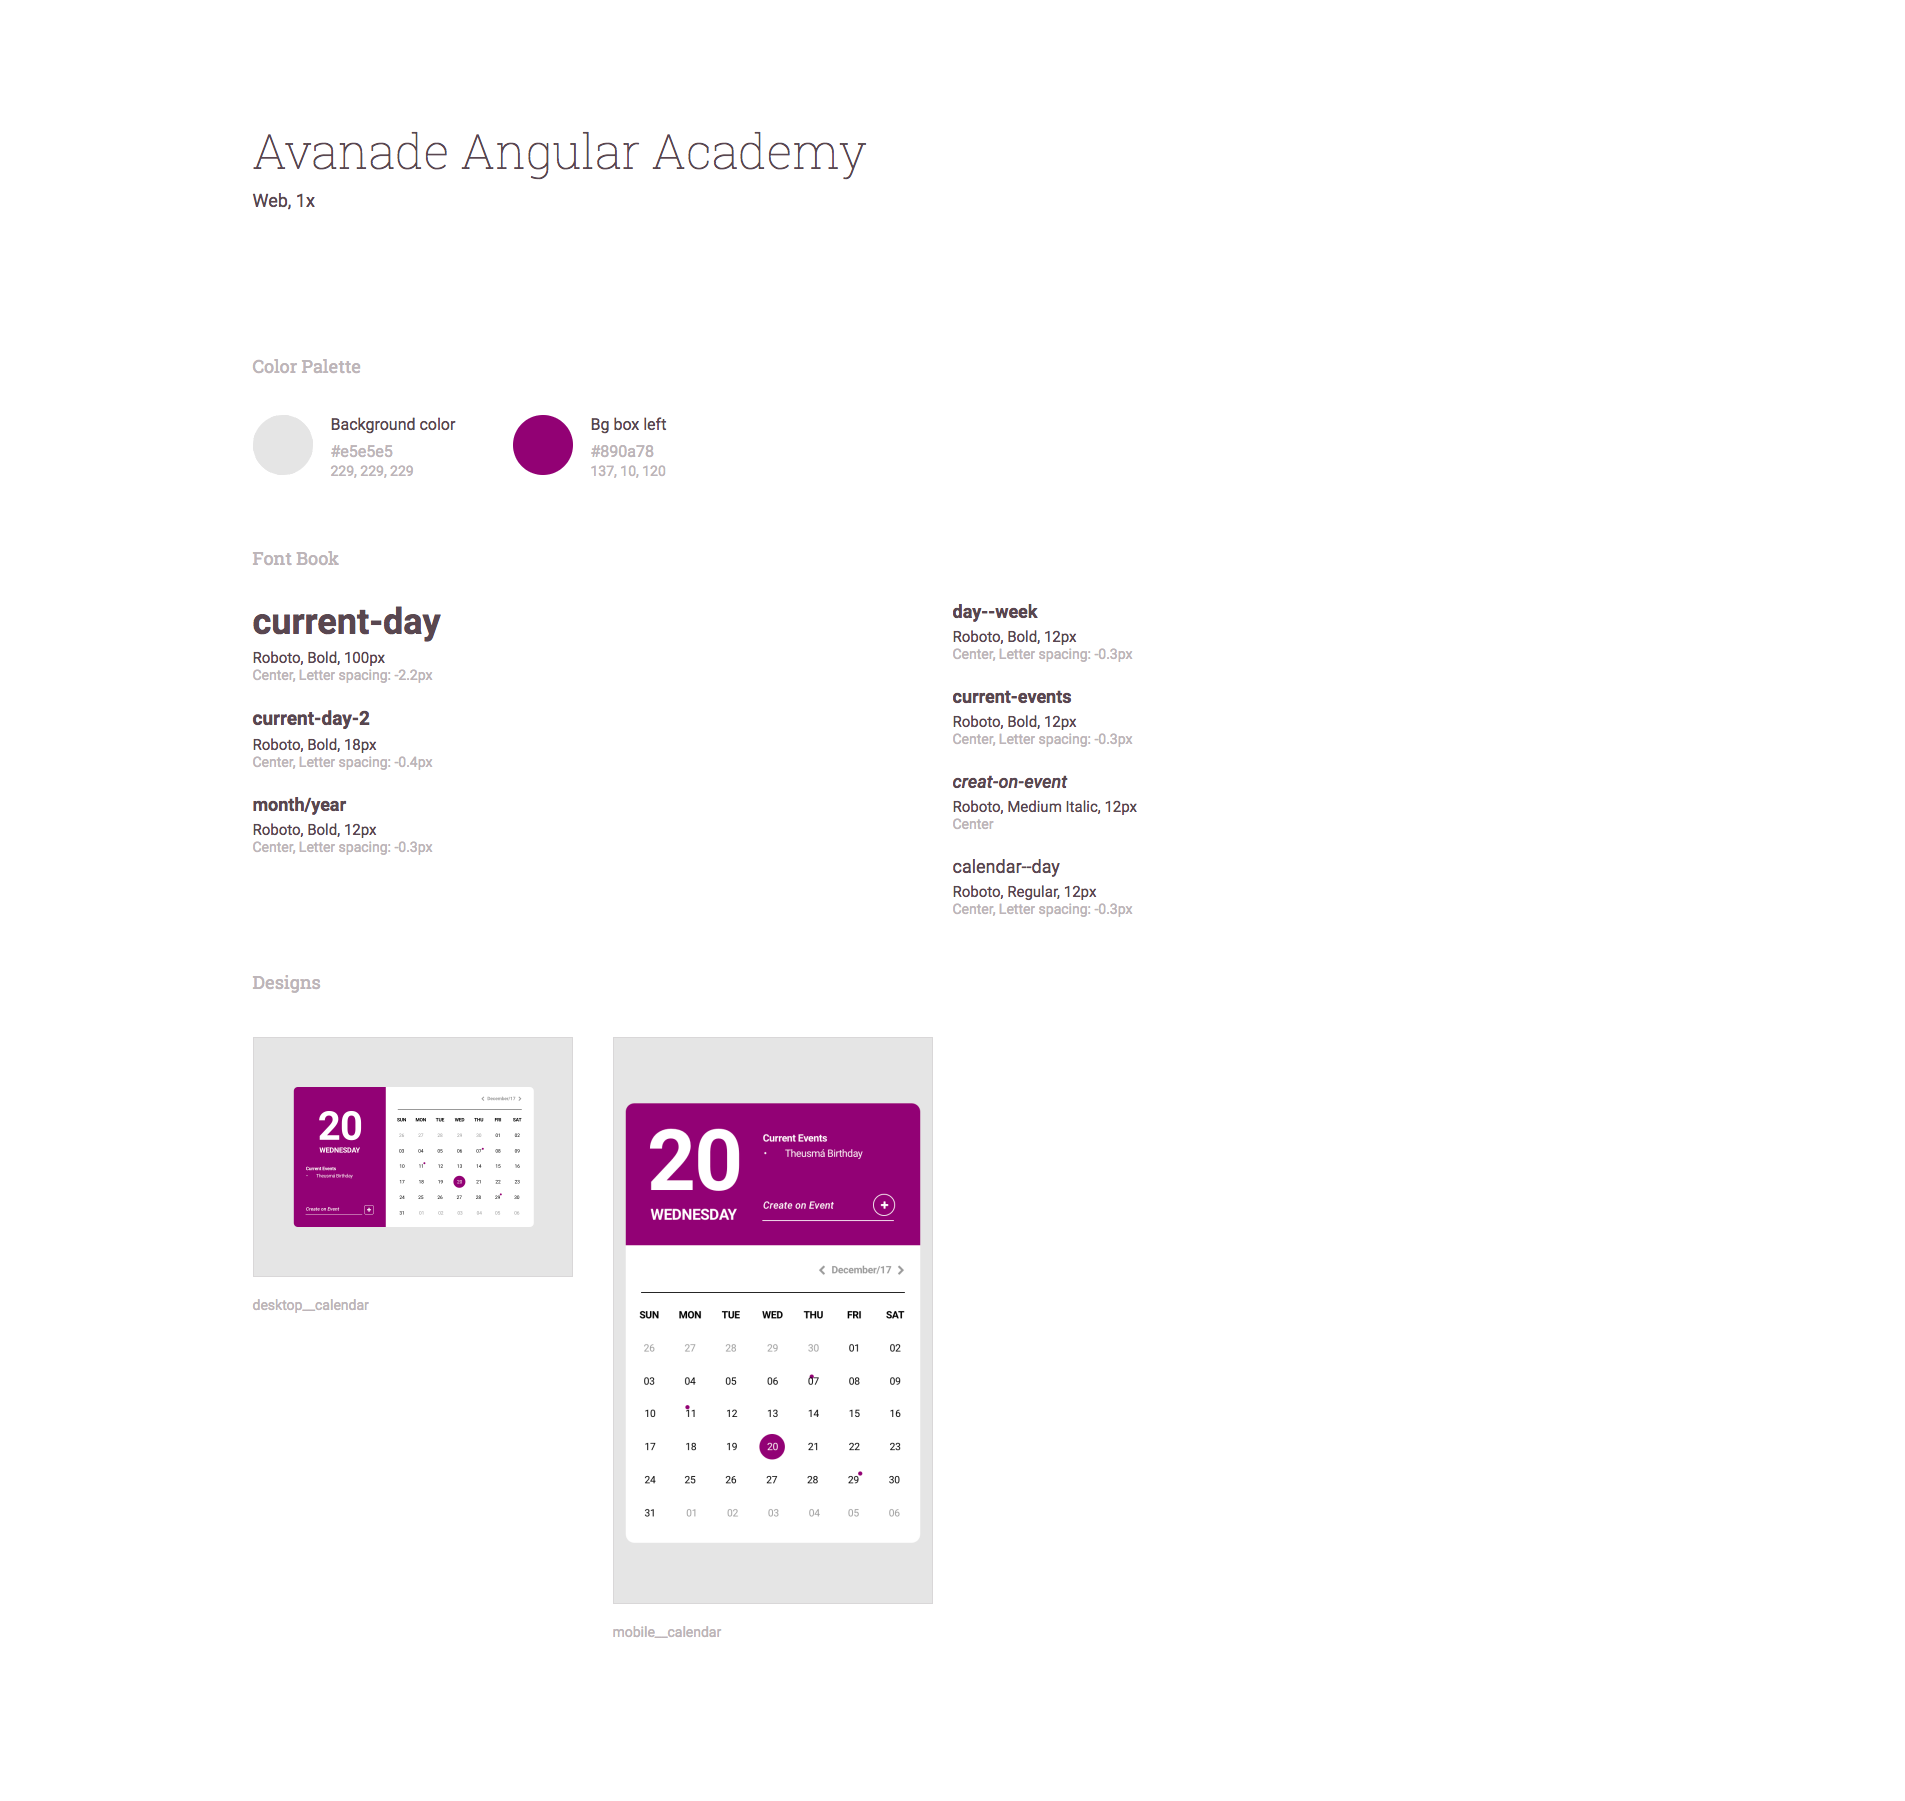 Avanade Angular Academy
Web, 1x
Color Palette
Background color
#e5e5e5
229, 229, 229
Bg box left
#890a78
137, 10, 120
Font Book
current-day
Roboto, Bold, 100px
Center, Letter spacing: -2.2px
current-day-2
Roboto, Bold, 18px
Center, Letter spacing: -0.4px
month/year
Roboto, Bold, 12px
Center, Letter spacing: -0.3px
day--week
Roboto, Bold, 12px
Center, Letter spacing: -0.3px
current-events
Roboto, Bold, 12px
Center, Letter spacing: -0.3px
creat-on-event
Roboto, Medium Italic, 12px
Center
calendar--day
Roboto, Regular, 12px
Center, Letter spacing: -0.3px
Designs
20
WEDNESDAY
Current Events
• Theusmá Birthday
Create on Event
December/17
SUN MON TUE WED THU FRI SAT
26 27 28 29 30 01 02
03 04 05 06 07 08 09
10 11 12 13 14 15 16
17 18 19 20 21 22 23
24 25 26 27 28 29 30
31 01 02 03 04 05 06
desktop__calendar
20
WEDNESDAY
Current Events
• Theusmá Birthday
Create on Event
December/17
SUN MON TUE WED THU FRI SAT
26 27 28 29 30 01 02
03 04 05 06 07 08 09
10 11 12 13 14 15 16
17 18 19 20 21 22 23
24 25 26 27 28 29 30
31 01 02 03 04 05 06
mobile__calendar